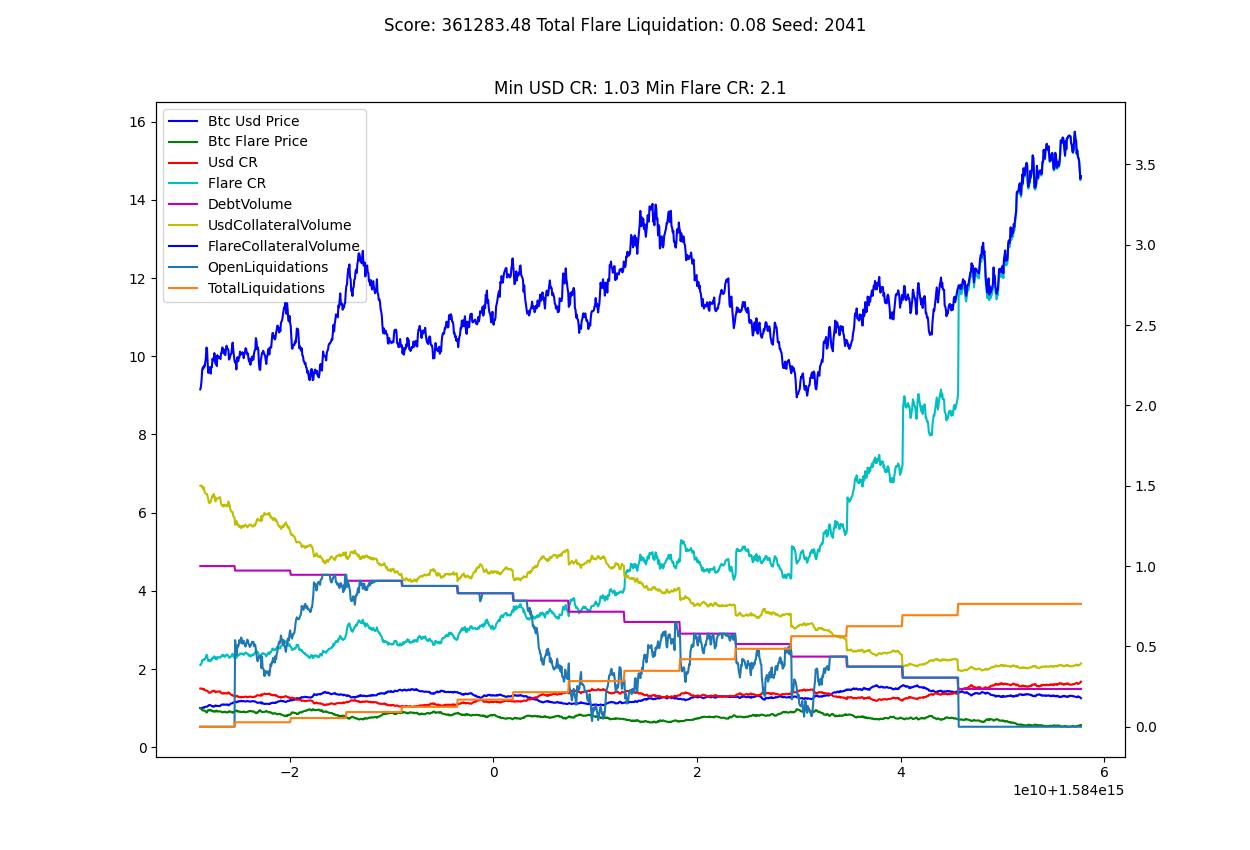 Score: 361283.48 Total Flare Liquidation: 0.08 Seed: 2041
Min USD CR: 1.03 Min Flare CR: 2.1
Btc Usd Price
Btc Flare Price
Usd CR
Flare CR
DebtVolume
UsdCollateralVolume
FlareCollateralVolume
OpenLiquidations
TotalLiquidations
16
14
12
10
8
6
4
2
0
3.5
3.0
2.5
2.0
1.5
1.0
0.5
0.0
−2
0
2
4
6
1e10+1.584e15